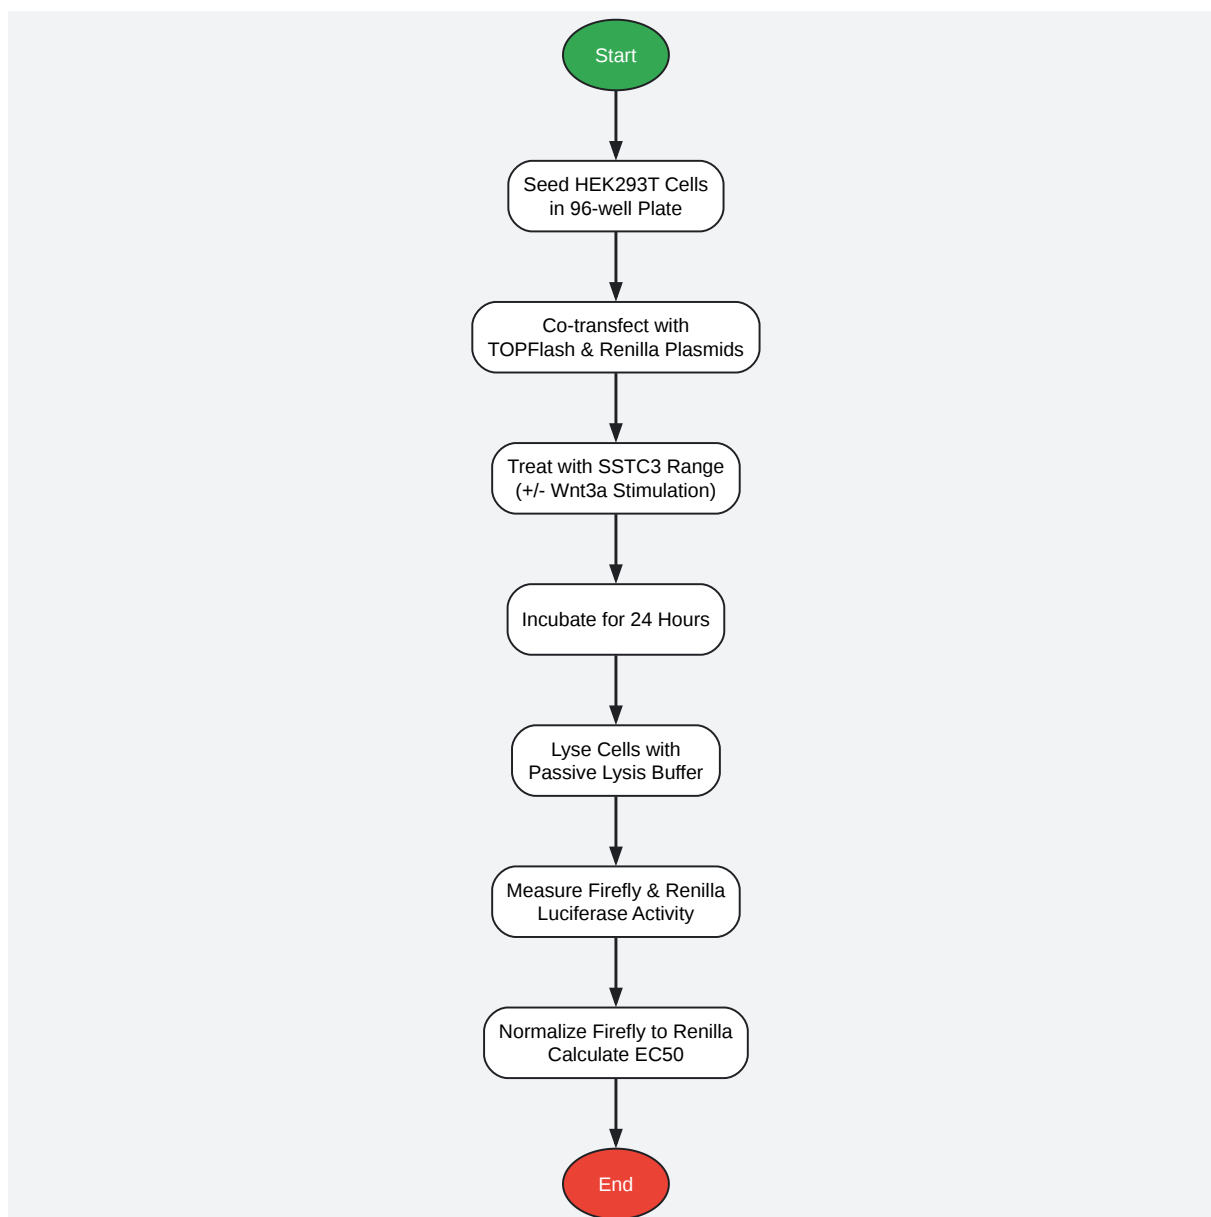 Start
Seed HEK293T Cells
in 96-well Plate
Co-transfect with
TOPFlash & Renilla Plasmids
Treat with SSTC3 Range
(+/- Wnt3a Stimulation)
Incubate for 24 Hours
Lyse Cells with
Passive Lysis Buffer
Measure Firefly & Renilla
Luciferase Activity
Normalize Firefly to Renilla
Calculate EC50
End